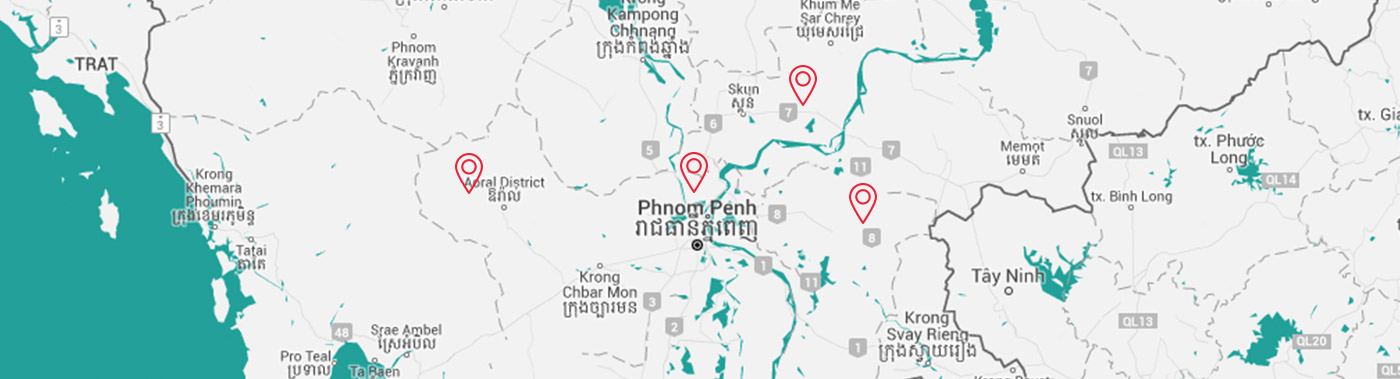 Krong
Kampong
Chhnang
ក្រុងកំពង់ឆ្នាំង
Khum Me
Sar Chrey
ឃុំមេសរជ្រៃ
3
TRAT
Phnom
Kravanh
ភ្នំក្រវាញ
7
Skun
ស្គន់
7
3
6
Snuol
ស្នួល
tx. Gia
tx. Phước
Long
5
7
11
Memot
មេមត់
QL13
QL14
Krong
Khemara
Phoumin
ក្រុងខេមរភូមិន្ទ
Aoral District
ឱរ៉ាល់
tx. Bình Long
Phnom Penh
រាជធានីភ្នំពេញ
8
8
Tatai
តាតៃ
1
Krong
Chbar Mon
ក្រុងច្បារមន
11
Tây Ninh
3
2
48
Srae Ambel
ស្រែអំបិល
Krong
Svay Rieng
ក្រុងស្វាយរៀង
QL13
QL20
1
Pro Teal
ប្រទាល
Ta Paen